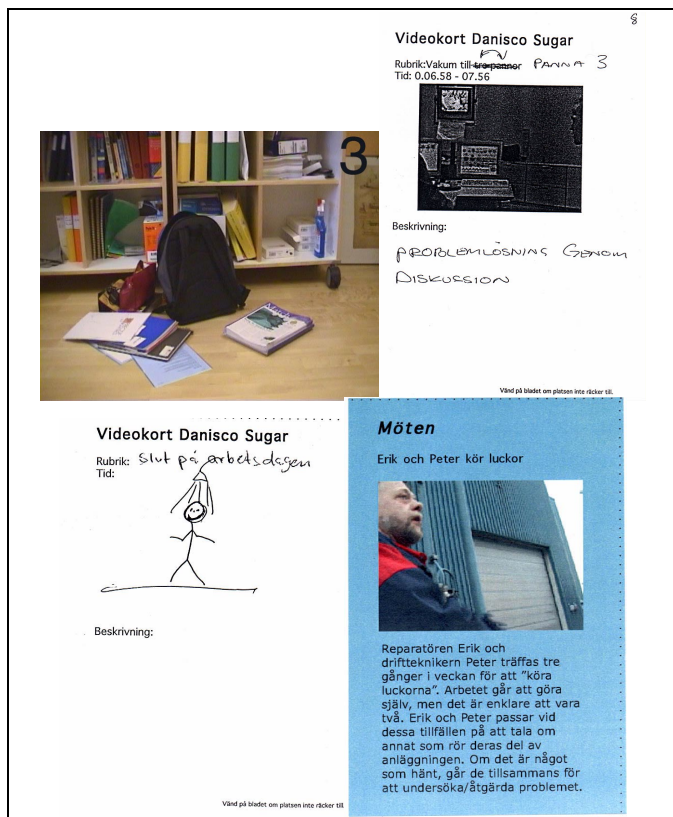 8
Videokort Danisco Sugar
Rubrik:Vakum till tre pannor PANNA 3
Tid: 0.06.58 - 07.56
3
Beskrivning:
PROBLEMLÖSNING GENOM
DISKUSSION
Vänd på bladet om platsen inte räcker till.
Videokort Danisco Sugar
Rubrik: slut på arbetsdagen
Tid:
Beskrivning:
Vänd på bladet om platsen inte räcker till
Möten
Erik och Peter kör luckor
Reparatören Erik och
driftteknikern Peter träffas tre
gånger i veckan för att "köra
luckorna". Arbetet går att göra
själv, men det är enklare att vara
två. Erik och Peter passar vid
dessa tillfällen på att tala om
annat som rör deras del av
anläggningen. Om det är något
som hänt, går de tillsammans för
att undersöka/åtgärda problemet.